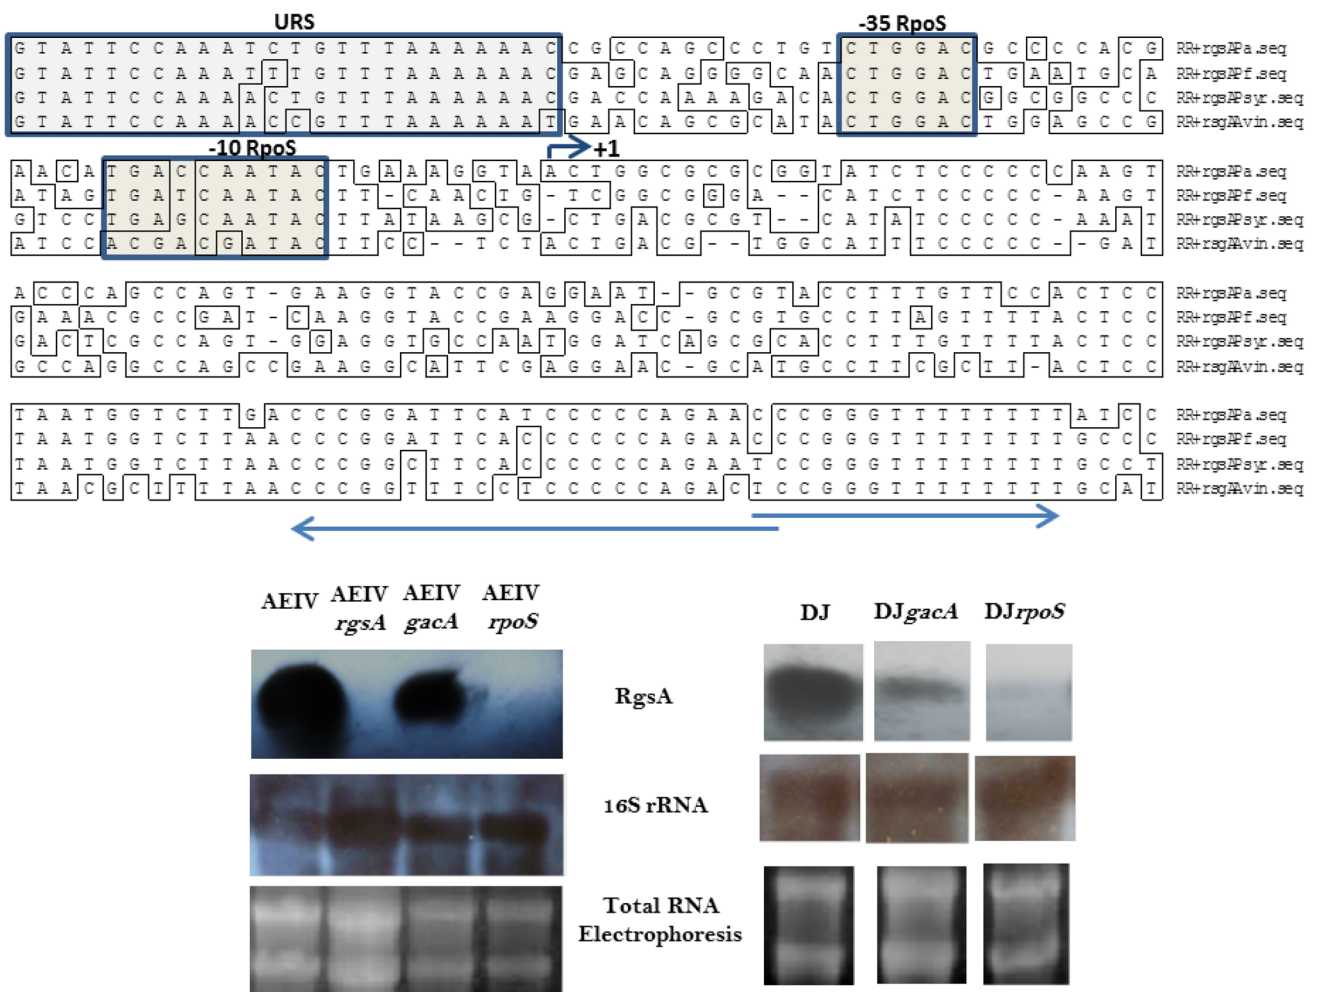 URS -35 RpoS
G T A T T C C A A A T C T G T T T A A A A A A C C G C C A G C C C T G T C T G G A C G C C C C A C G RR+rgsAPa.seq
G T A T T C C A A A T T T G T T T A A A A A A C G A G C A G G G G C A A C T G G A C T G A A T G C A RR+rgsAPf.seq
G T A T T C C A A A A C T G T T T A A A A A A C G A C C A A A A G A C A C T G G A C G G C G G C C C RR+rgsAPsyr.seq
G T A T T C C A A A A C C G T T T A A A A A A T G A A C A G C G C A T A C T G G A C T G G A G C C G RR+rsgAAvin.seq
-10 RpoS +1
A A C A T G A C C A A T A C T G A A A G G T A A C T G G C G C G C G G T A T C T C C C C C C A A G T RR+rgsAPa.seq
A T A G T G A T C A A T A C T T - C A A C T G - T C G G C G G G A - - C A T C T C C C C C - A A G T RR+rgsAPf.seq
G T C C T G A G C A A T A C T T A T A A G C G - C T G A C G C G T - - C A T A T C C C C C - A A A T RR+rgsAPsyr.seq
A T C C A C G A C G A T A C T T C C - - T C T A C T G A C G - - T G G C A T T T C C C C C - - G A T RR+rsgAAvin.seq
A C C C A G C C A G T - G A A G G T A C C G A G G A A T - - G C G T A C C T T T G T T C C A C T C C RR+rgsAPa.seq
G A A A C G C C G A T - C A A G G T A C C G A A G G A C C - G C G T G C C T T A G T T T T A C T C C RR+rgsAPf.seq
G A C T C G C C A G T - G G A G G T G C C A A T G G A T C A G C G C A C C T T T G T T T T A C T C C RR+rgsAPsyr.seq
G C C A G G C C A G C C G A A G G C A T T C G A G G A A C - G C A T G C C T T C G C T T - A C T C C RR+rsgAAvin.seq
T A A T G G T C T T G A C C C G G A T T C A T C C C C C A G A A C C C G G G T T T T T T T T A T C C RR+rgsAPa.seq
T A A T G G T C T T A A C C C G G A T T C A C C C C C C A G A A C C C G G G T T T T T T T T G C C C RR+rgsAPf.seq
T A A T G G T C T T A A C C C G G C T T C A C C C C C C A G A A T C C G G G T T T T T T T T G C C T RR+rgsAPsyr.seq
T A A C G C T T T T A A C C C G G T T T C C T C C C C C A G A C T C C G G G T T T T T T T T G C A T RR+rsgAAvin.seq
AEIV AEIV rgsA AEIV gacA AEIV rpoS
DJ DJgacA DJrpoS
RgsA
16S rRNA
Total RNA
Electrophoresis